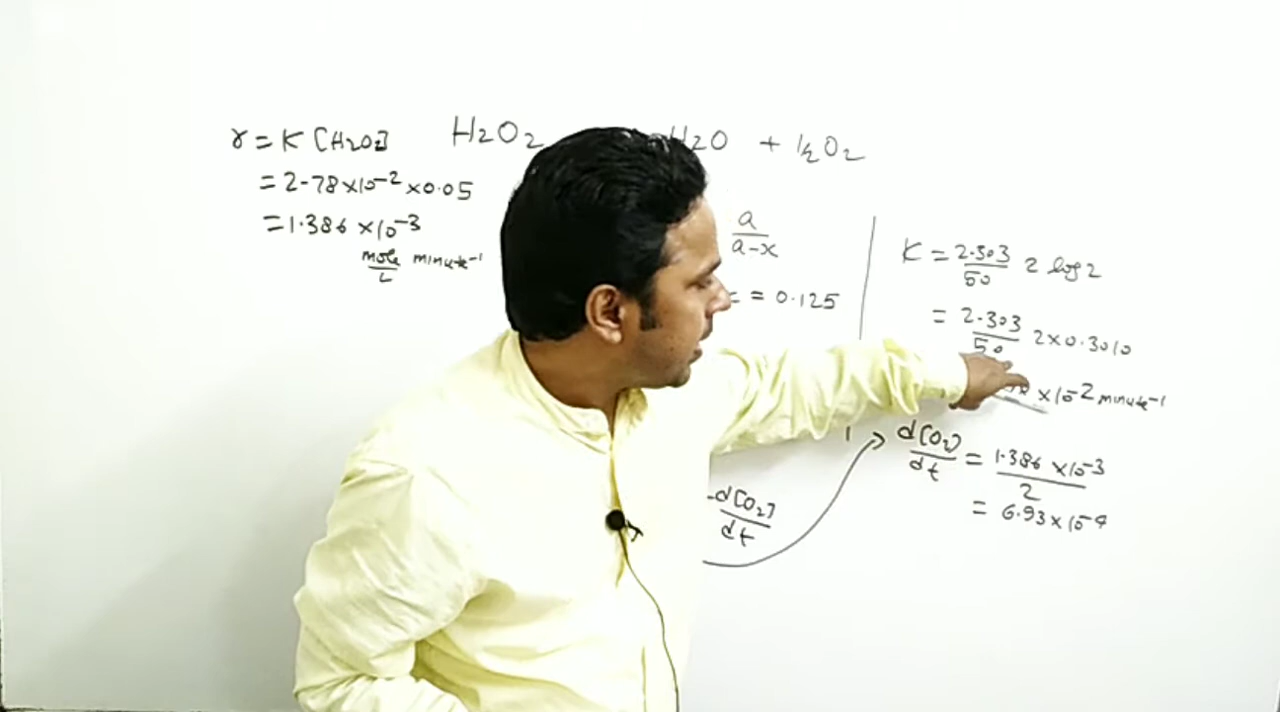 r = K [H2O2]
= 2.78 × 10⁻² × 0.05
= 1.386 × 10⁻³
mole/L minute⁻¹
H2O2 H2O + ½ O2
a/(a-x)
= 0.125
K = 2.303/50 2 log 2
= 2.303/50 2 × 0.3010
× 10⁻² minute⁻¹
d[O2]/dt = 1.386 × 10⁻³/2
= 6.93 × 10⁻⁴
d[O2]/dt